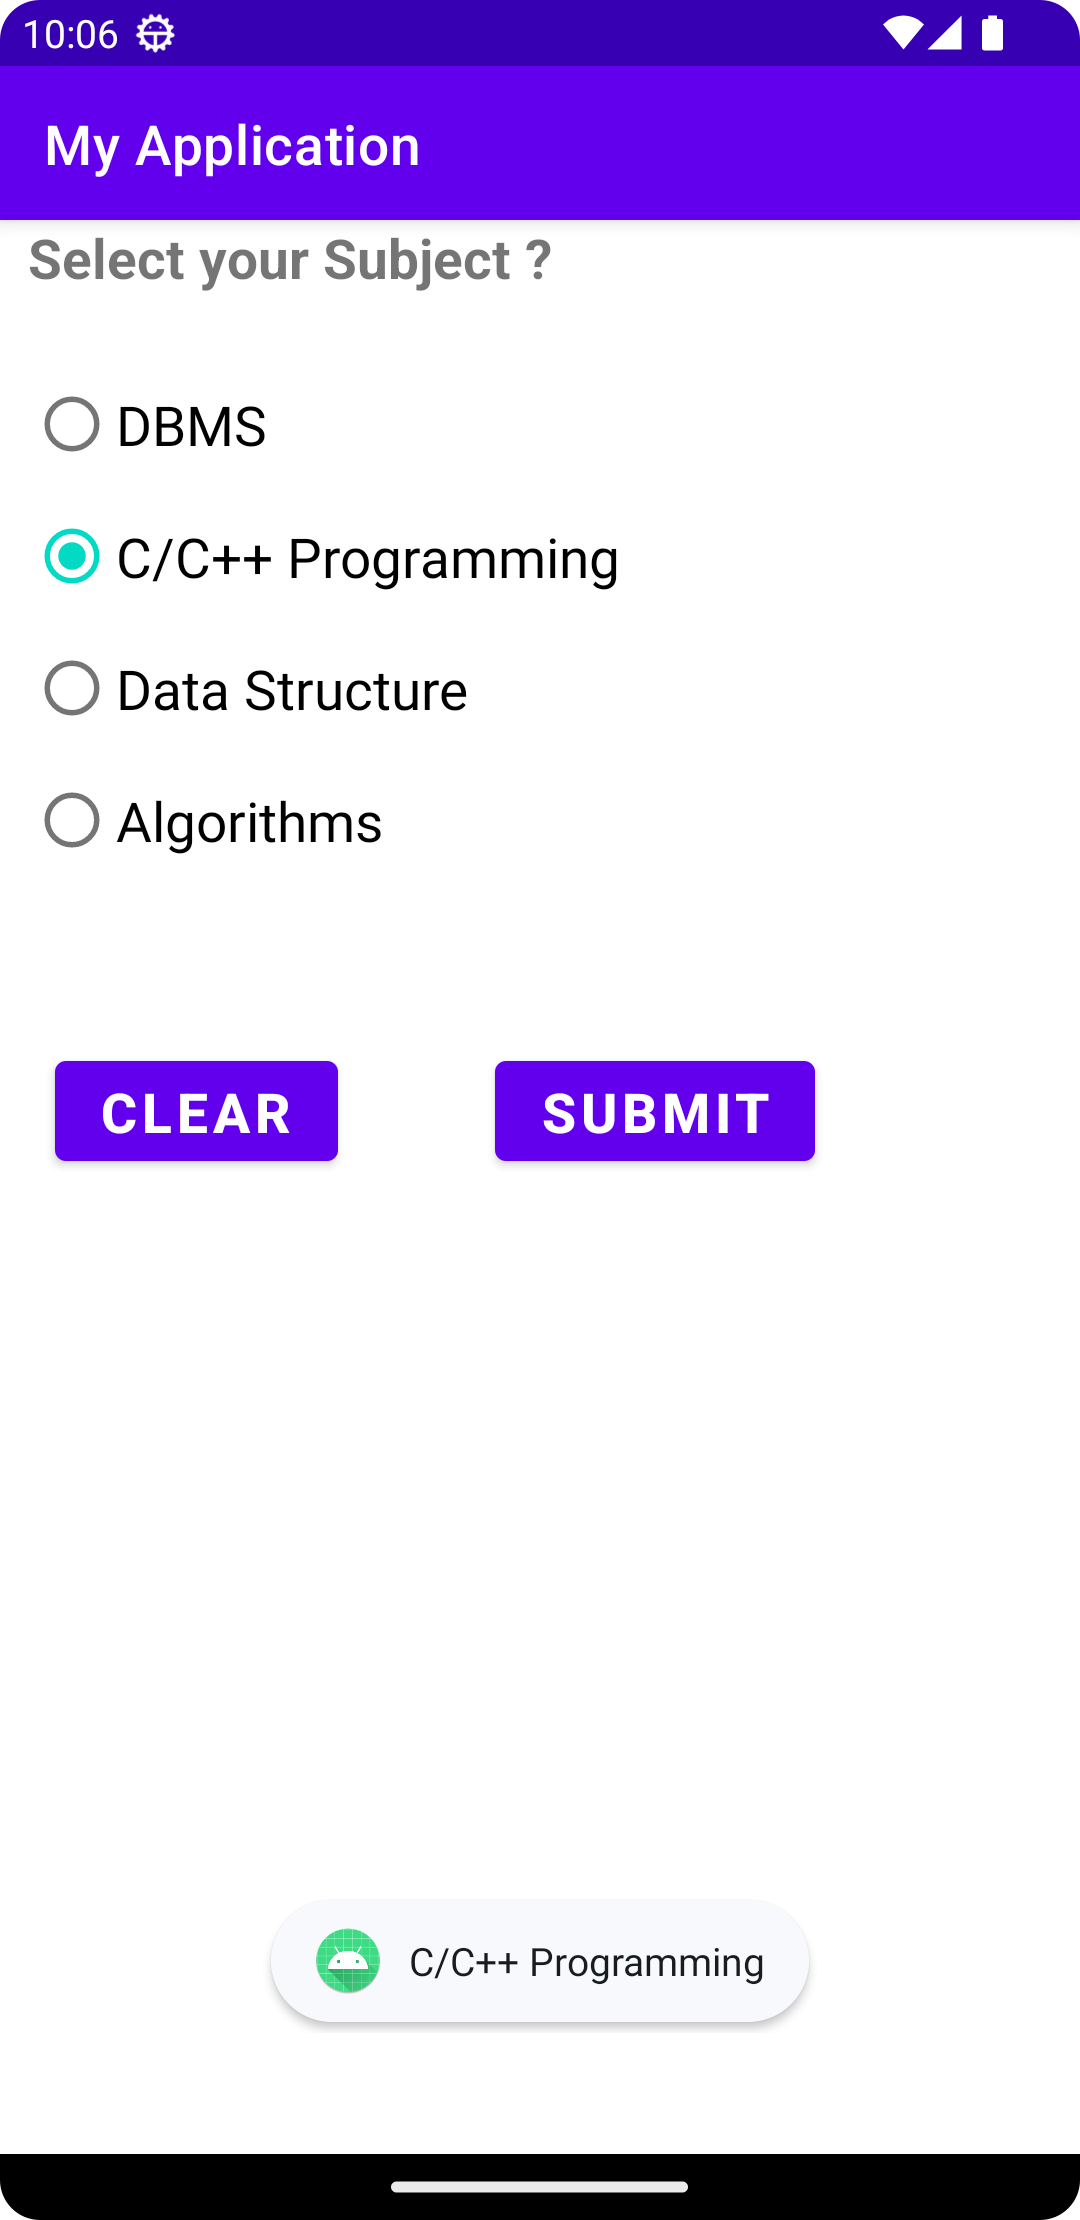 10:06
My Application
Select your Subject ?
DBMS
C/C++ Programming
Data Structure
Algorithms
CLEAR SUBMIT
C/C++ Programming